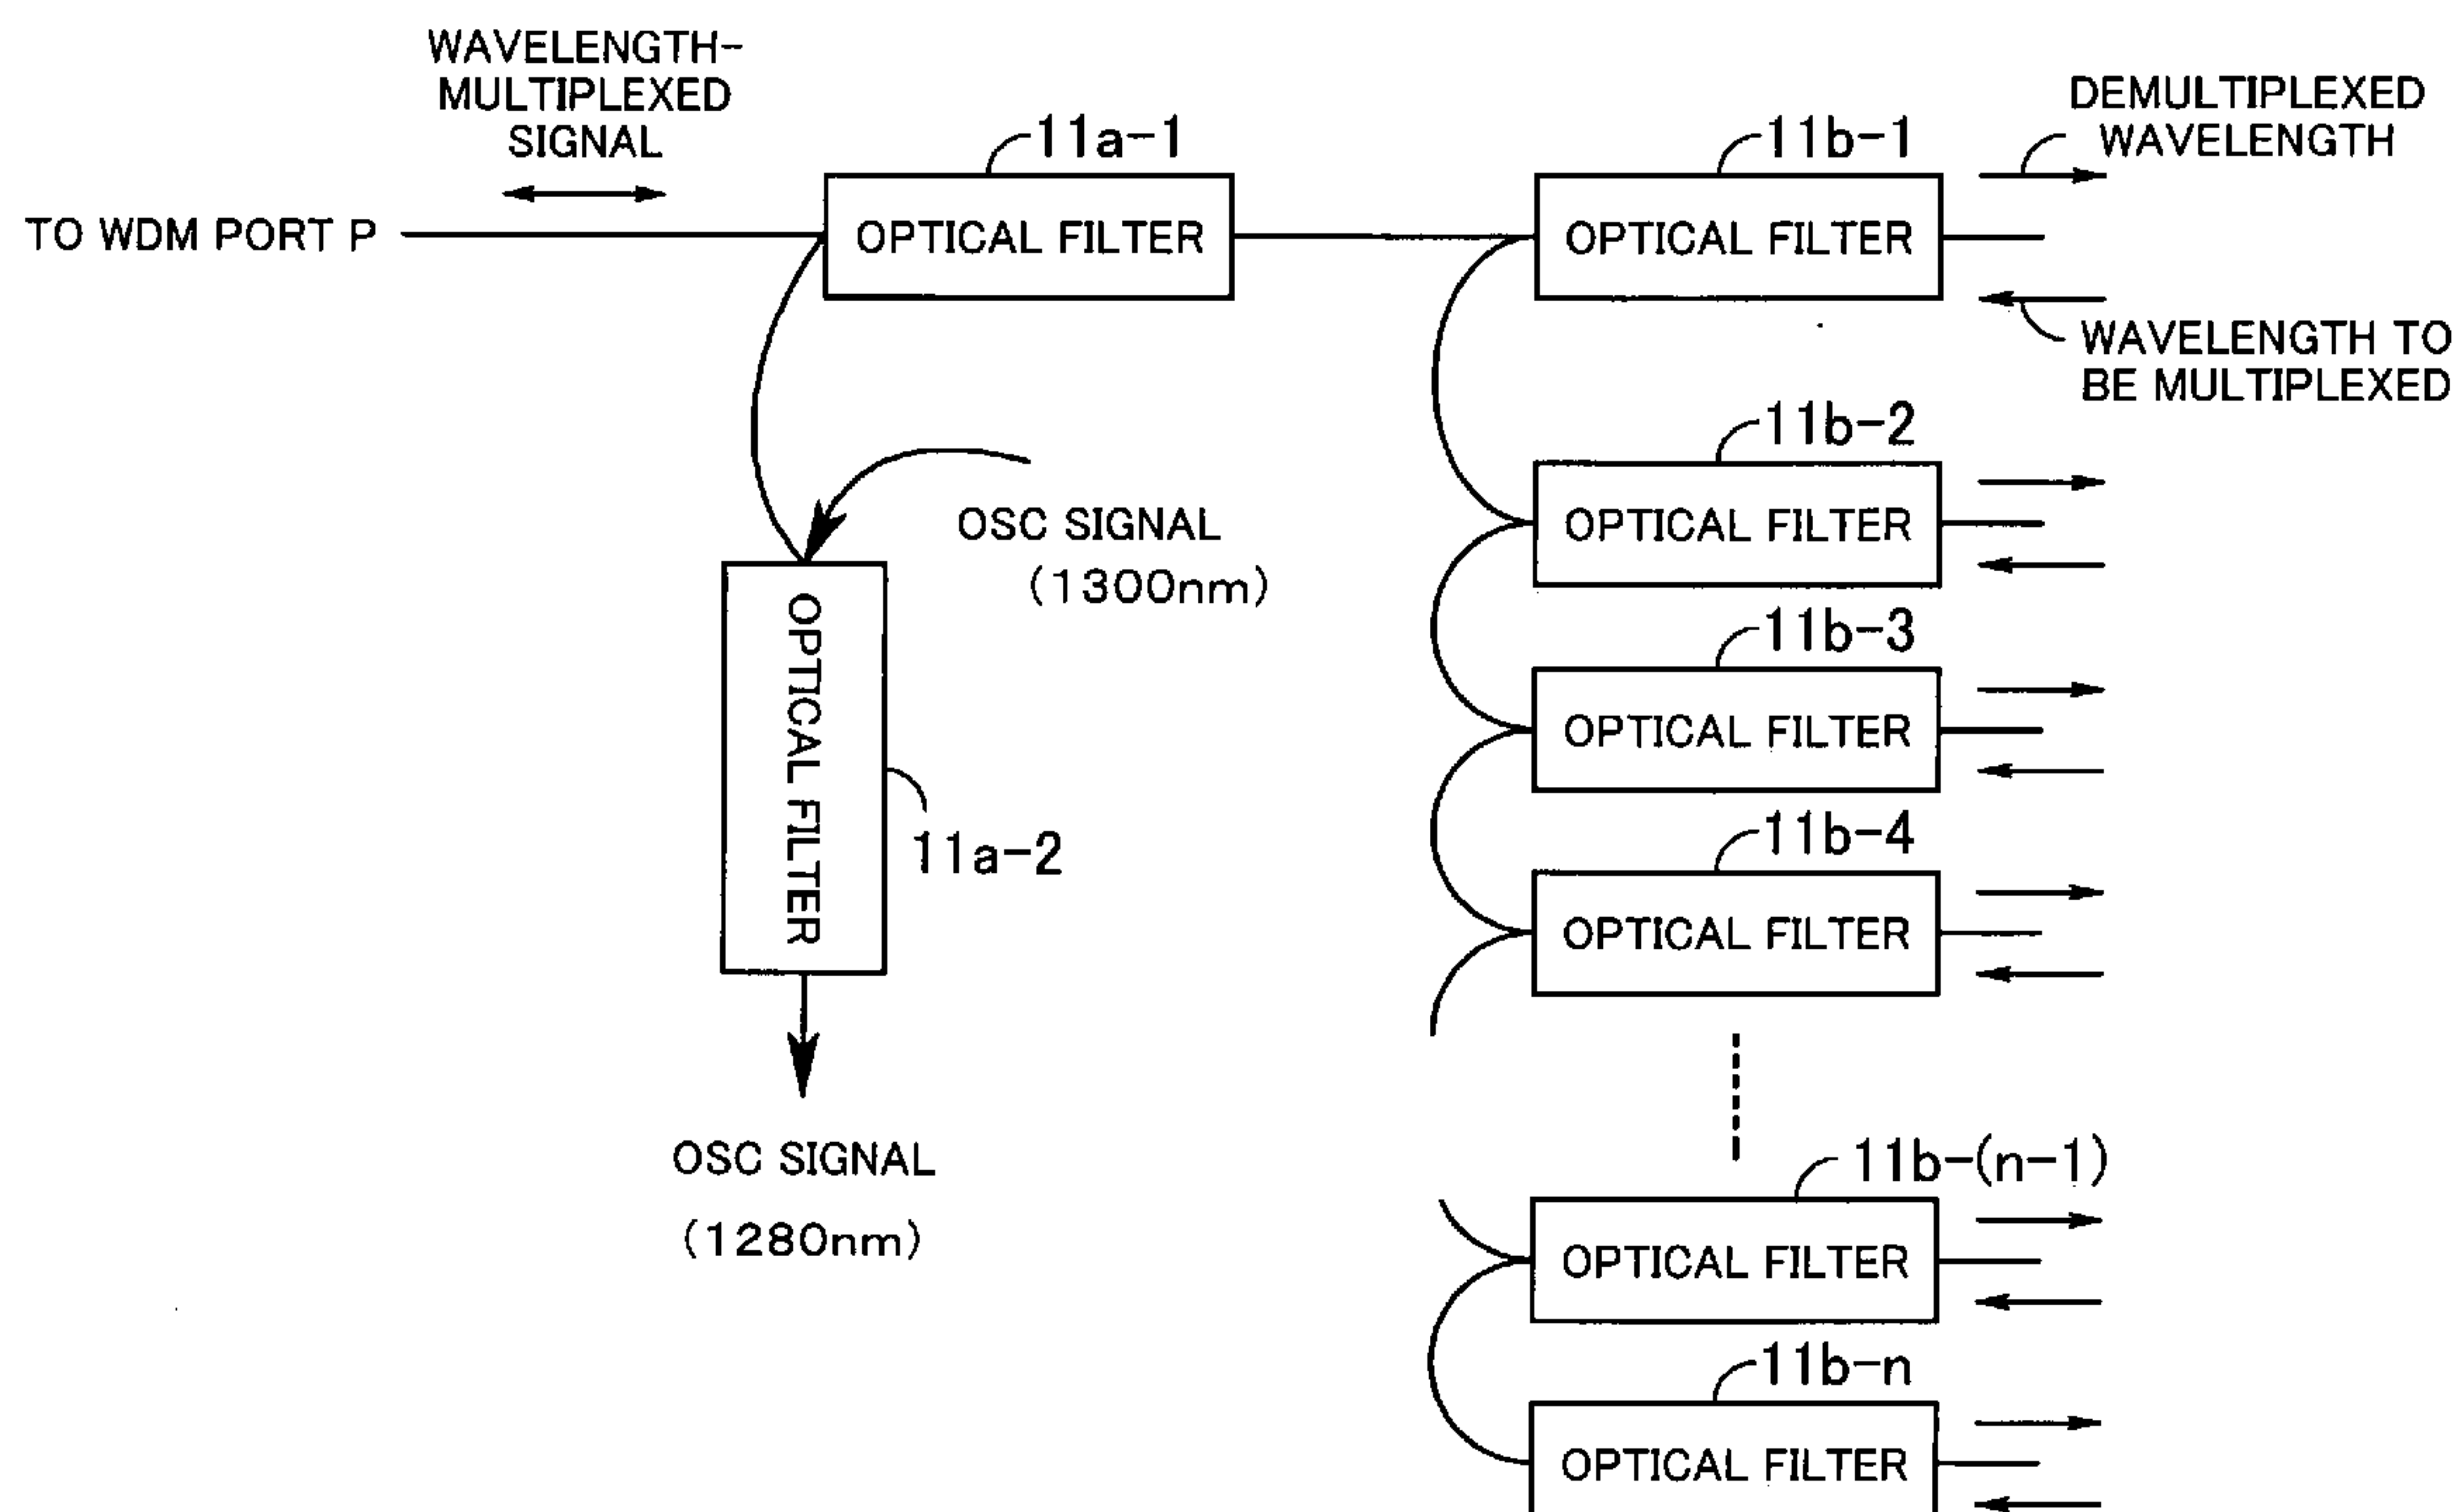 WAVELENGTH-
MULTIPLEXED
SIGNAL
TO WDM PORT P
11a-1
OPTICAL FILTER
11b-1
OPTICAL FILTER
DEMULTIPLEXED
WAVELENGTH
WAVELENGTH TO
BE MULTIPLEXED
OSC SIGNAL
(1300nm)
OPTICAL FILTER
11a-2
OSC SIGNAL
(1280nm)
11b-2
OPTICAL FILTER
11b-3
OPTICAL FILTER
11b-4
OPTICAL FILTER
11b-(n-1)
OPTICAL FILTER
11b-n
OPTICAL FILTER